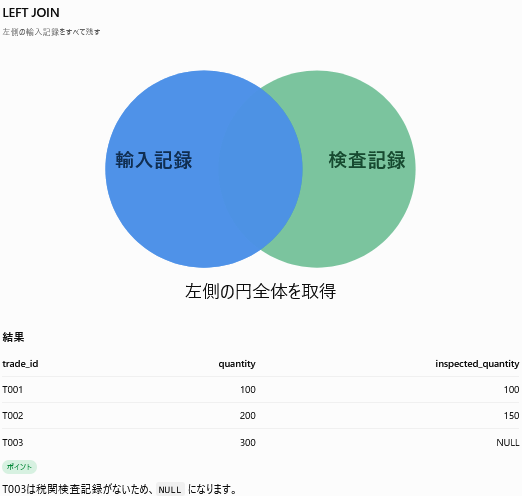 LEFT JOIN
左側の輸入記録をすべて残す
輸入記録
検査記録
左側の円全体を取得
結果
trade_id quantity inspected_quantity
T001 100 100
T002 200 150
T003 300 NULL
ポイント
T003は税関検査記録がないため、NULL になります。